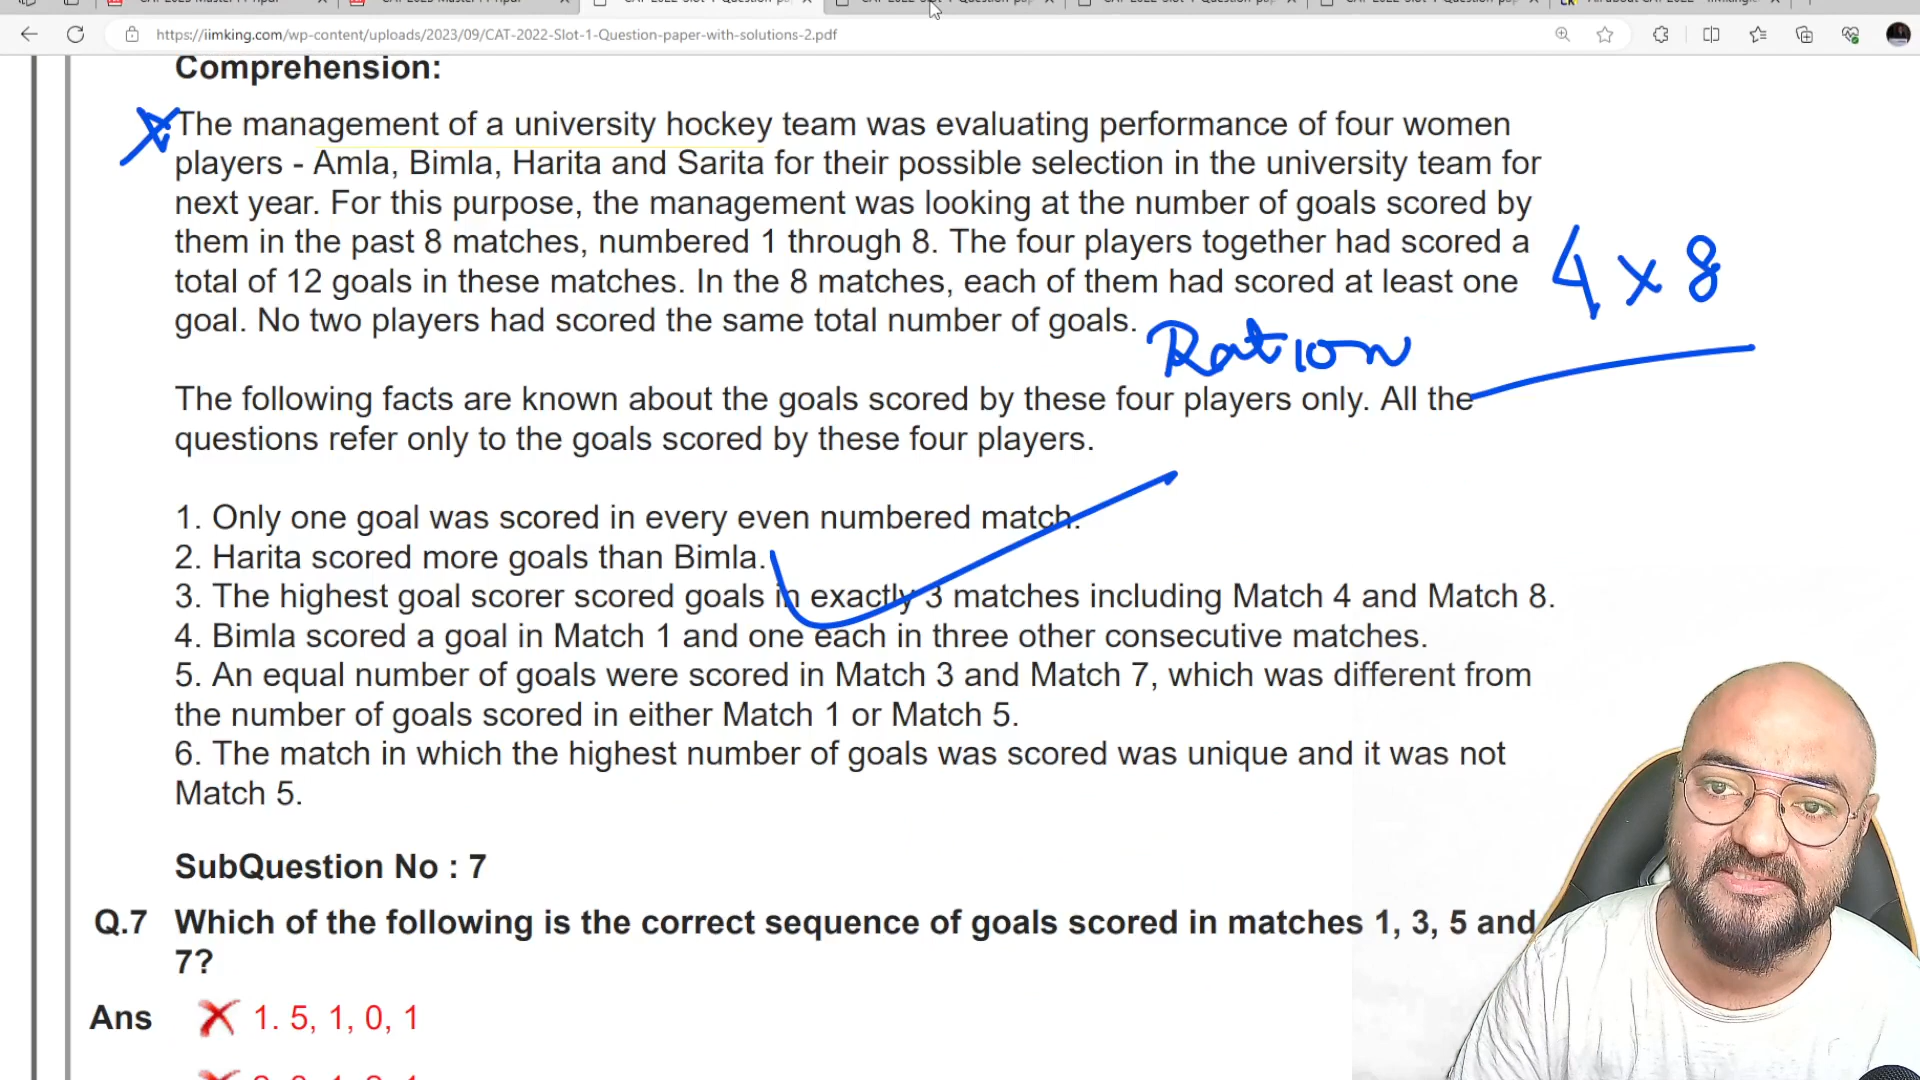 https://iimking.com/wp-content/uploads/2023/09/CAT-2022-Slot-1-Question-paper-with-solutions-2.pdf
Comprehension:
The management of a university hockey team was evaluating performance of four women
players - Amla, Bimla, Harita and Sarita for their possible selection in the university team for
next year. For this purpose, the management was looking at the number of goals scored by
them in the past 8 matches, numbered 1 through 8. The four players together had scored a
total of 12 goals in these matches. In the 8 matches, each of them had scored at least one
goal. No two players had scored the same total number of goals.
4 x 8
Ration
The following facts are known about the goals scored by these four players only. All the
questions refer only to the goals scored by these four players.
1. Only one goal was scored in every even numbered match.
2. Harita scored more goals than Bimla.
3. The highest goal scorer scored goals in exactly 3 matches including Match 4 and Match 8.
4. Bimla scored a goal in Match 1 and one each in three other consecutive matches.
5. An equal number of goals were scored in Match 3 and Match 7, which was different from
the number of goals scored in either Match 1 or Match 5.
6. The match in which the highest number of goals was scored was unique and it was not
Match 5.
SubQuestion No : 7
Q.7 Which of the following is the correct sequence of goals scored in matches 1, 3, 5 and
7?
Ans 1. 5, 1, 0, 1